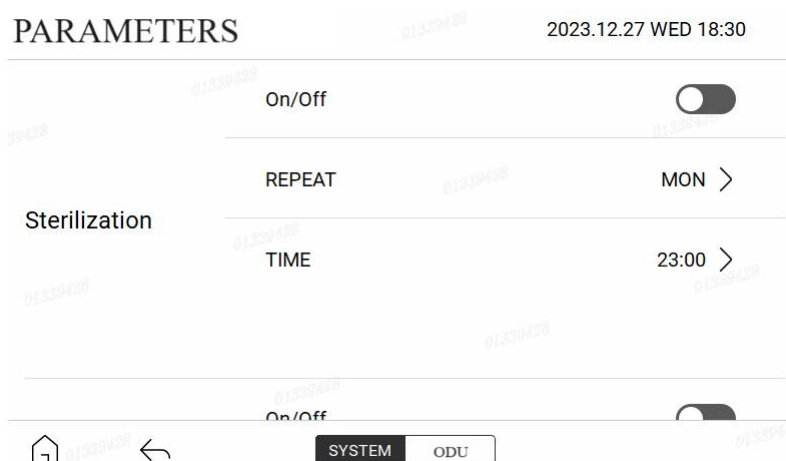 PARAMETERS 2023.12.27 WED 18:30
On/Off
REPEAT MON
Sterilization
TIME 23:00
On/Off
SYSTEM ODU
01339428